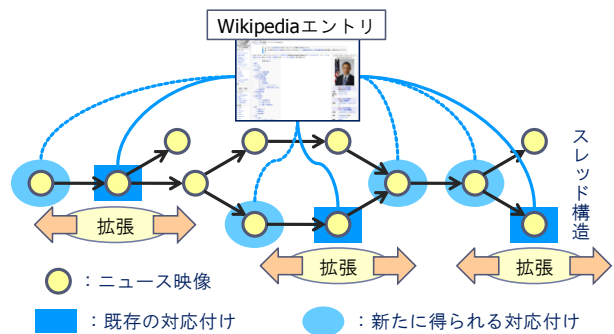 Wikipediaエントリ
スレッド構造
拡張
拡張
拡張
：ニュース映像
：既存の対応付け
：新たに得られる対応付け